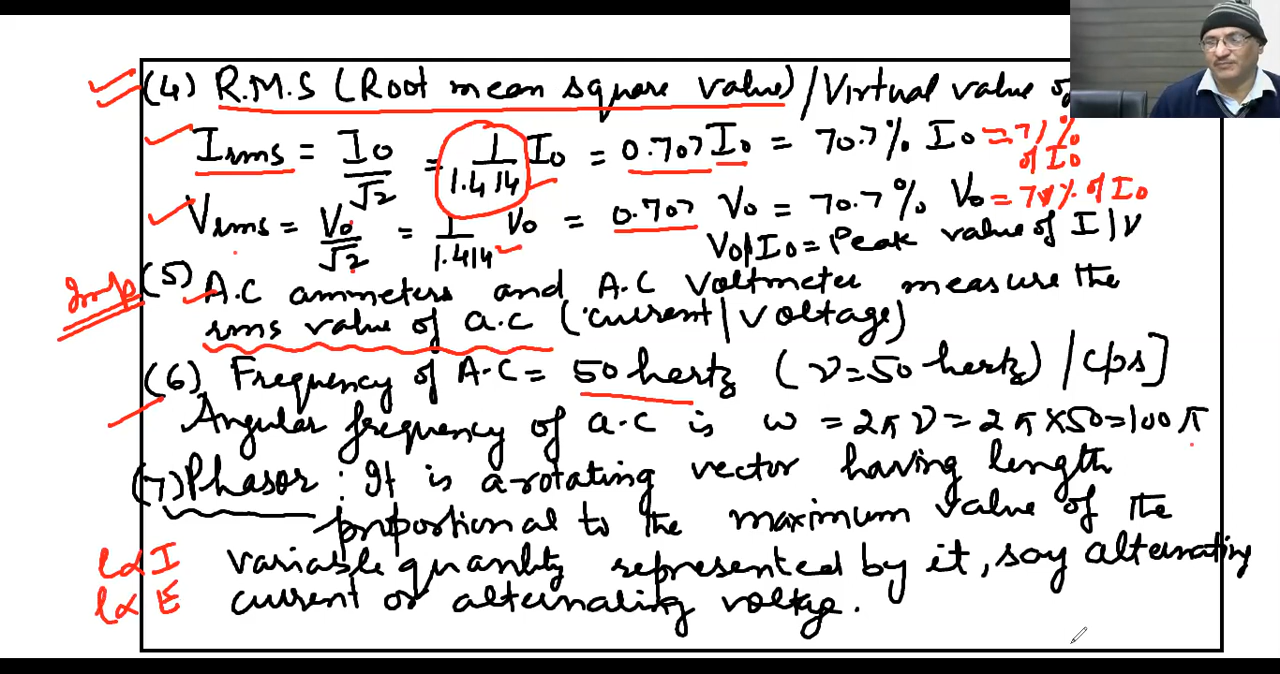 (4) R.M.S (Root mean square value) / Virtual value of
Irms = I0/√2 = 1/1.414 I0 = 0.707 I0 = 70.7% I0 = 71% of I0
Vrms = V0/√2 = 1/1.414 V0 = 0.707 V0 = 70.7% V0 = 71% of I0
V0/I0 = Peak value of I/V
Imp (5) A.C ammeters and A.C Voltmeter measure the
rms value of a.c (current/Voltage)
(6) Frequency of A.C = 50 hertz (ν=50 hertz) / cps]
Angular frequency of a.c is ω = 2πν = 2π×50=100π
(7) Phasor : It is a rotating vector having length
proportional to the maximum value of the
l∝I variable quantity represented by it, say alternating
l∝E current or alternating voltage.